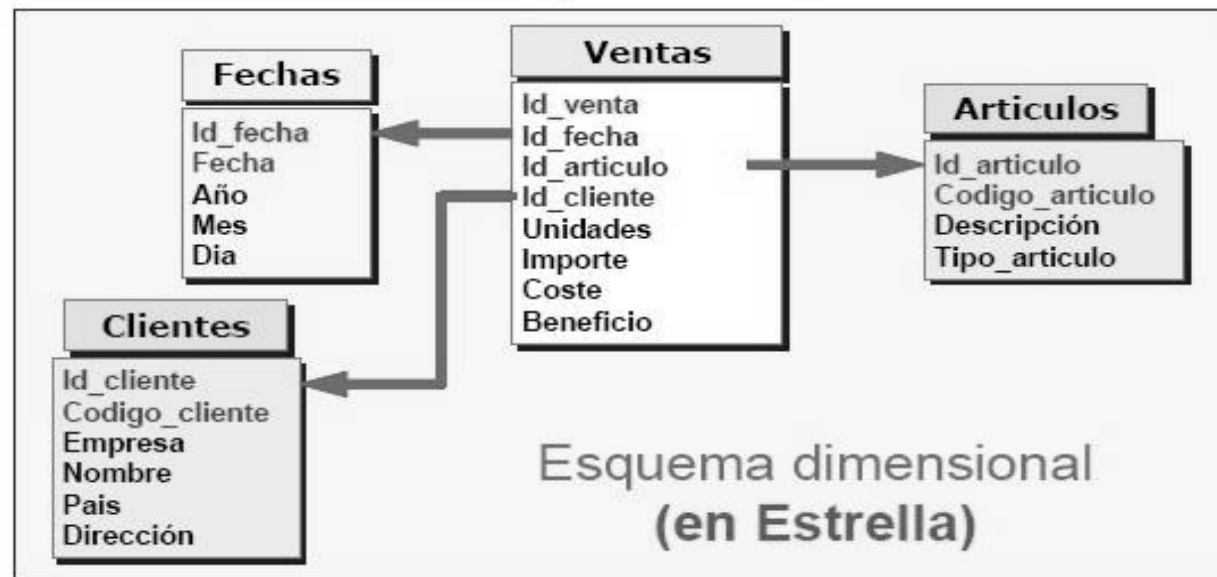 Fechas
Id_fecha
Fecha
Año
Mes
Dia
Ventas
Id_venta
Id_fecha
Id_articulo
Id_cliente
Unidades
Importe
Coste
Beneficio
Articulos
Id_articulo
Codigo_articulo
Descripción
Tipo_articulo
Clientes
Id_cliente
Codigo_cliente
Empresa
Nombre
Pais
Dirección
Esquema dimensional
(en Estrella)